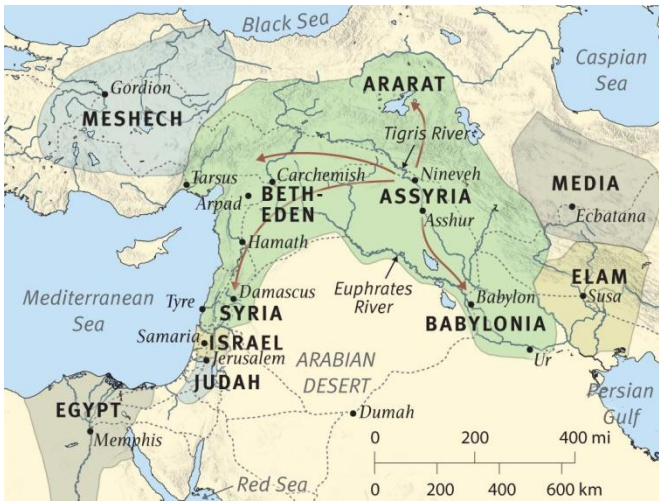 Black Sea
Caspian
Sea
Gordion
MESHECH
ARARAT
Tigris River
Tarsus
Carchemish
Nineveh
Arpad
BETH-
EDEN
ASSYRIA
Asshur
MEDIA
Ecbatana
Hamath
ELAM
Susa
Mediterranean
Sea
Tyre
Damascus
SYRIA
Euphrates
River
Babylon
BABYLONIA
Samaria
ISRAEL
Jerusalem
JUDAH
ARABIAN
DESERT
Ur
EGYPT
Memphis
Dumah
Persian
Gulf
Red Sea
0 200 400 mi
0 200 400 600 km